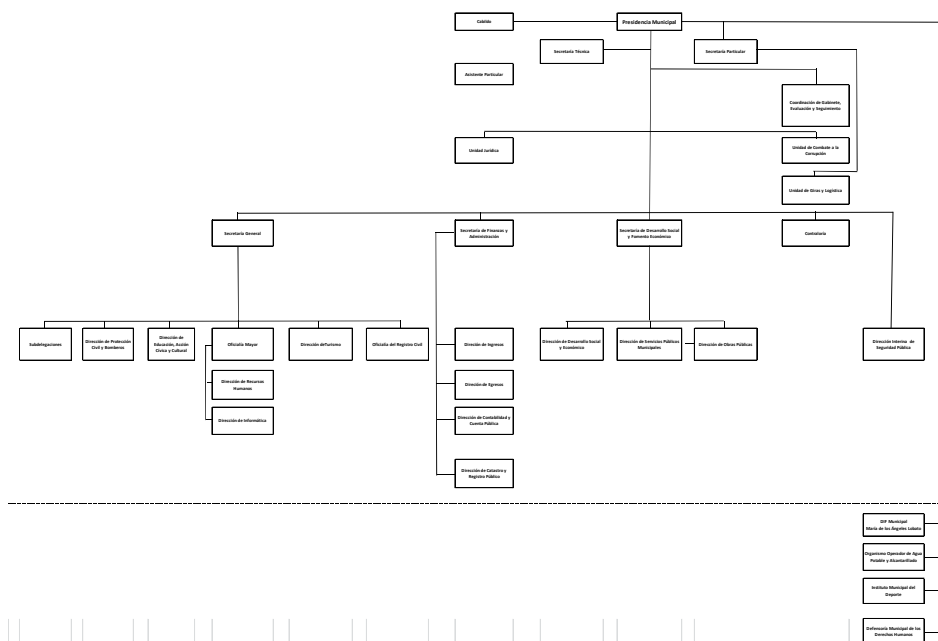 Cabildo
Presidencia Municipal
Secretaría Técnica
Secretaría Particular
Asistente Particular
Coordinación de Gabinete,
Evaluación y Seguimiento
Unidad Jurídica
Unidad de Combate a la
Corrupción
Unidad de Giras y Logística
Secretaría General
Secretaría de Finanzas y
Administración
Secretaría de Desarrollo Social
y Fomento Económico
Contraloría
Subdelegaciones
Dirección de Protección
Civil y Bomberos
Dirección de
Educación, Acción
Cívica y Cultural
Oficialía Mayor
Dirección deTurismo
Oficialía del Registro Civil
Dirección de Ingresos
Dirección de Desarrollo Social
y Económico
Dirección de Servicios Públicos
Municipales
Dirección de Obras Públicas
Dirección Interina de
Seguridad Pública
Dirección de Recursos
Humanos
Dirección de Egresos
Dirección de Informática
Dirección de Contabilidad y
Cuenta Pública
Dirección de Catastro y
Registro Público
DIF Municipal
María de los Ángeles Lobato
Organismo Operador de Agua
Potable y Alcantarillado
Instituto Municipal del
Deporte
Defensoría Municipal de los
Derechos Humanos